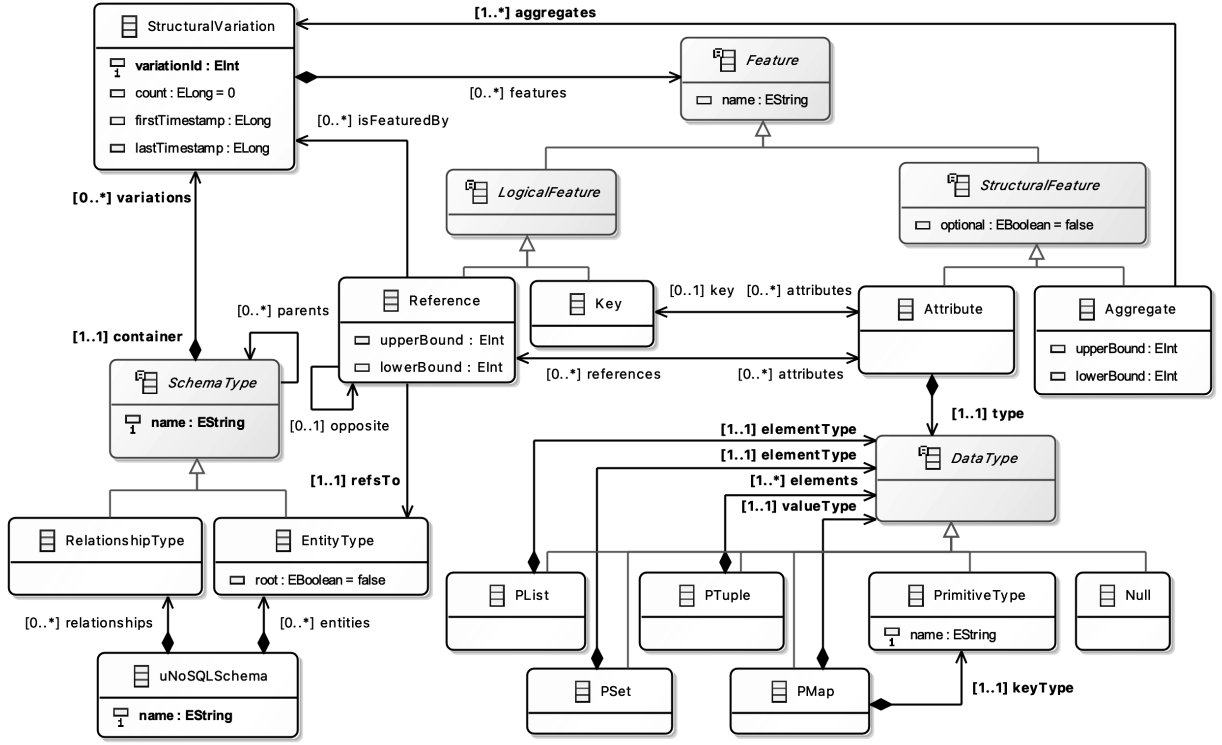 [1..*] aggregates
StructuralVariation
variationId : EInt
count : ELong = 0
firstTimestamp : ELong
lastTimestamp : ELong
Feature
name : EString
[0..*] features
[0..*] isFeaturedBy
LogicalFeature
StructuralFeature
optional : EBoolean = false
[0..*] variations
Reference
upperBound : EInt
lowerBound : EInt
Key
[0..1] key
[0..*] attributes
Attribute
Aggregate
upperBound : EInt
lowerBound : EInt
[0..*] parents
[1..1] container
SchemaType
name : EString
[0..*] references
[0..*] attributes
[0..1] opposite
[1..1] type
[1..1] elementType
[1..1] elementType
[1..*] elements
[1..1] valueType
DataType
[1..1] refsTo
RelationshipType
EntityType
root : EBoolean = false
PList
PTuple
PrimitiveType
name : EString
Null
[0..*] relationships
[0..*] entities
uNoSQLSchema
name : EString
PSet
PMap
[1..1] keyType